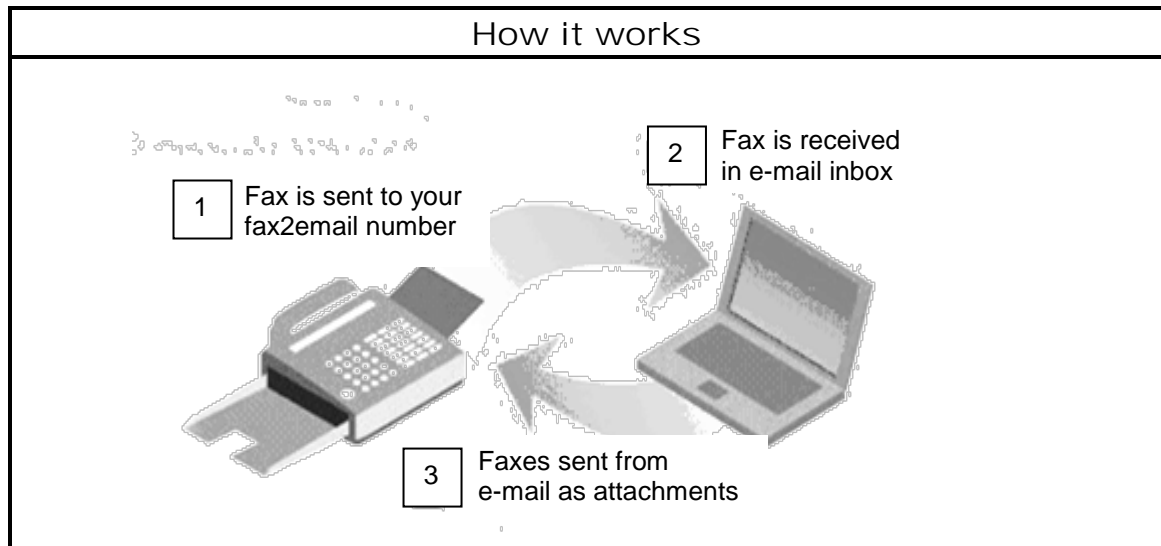 How it works
1
Fax is sent to your
fax2email number
2
Fax is received
in e-mail inbox
3
Faxes sent from
e-mail as attachments